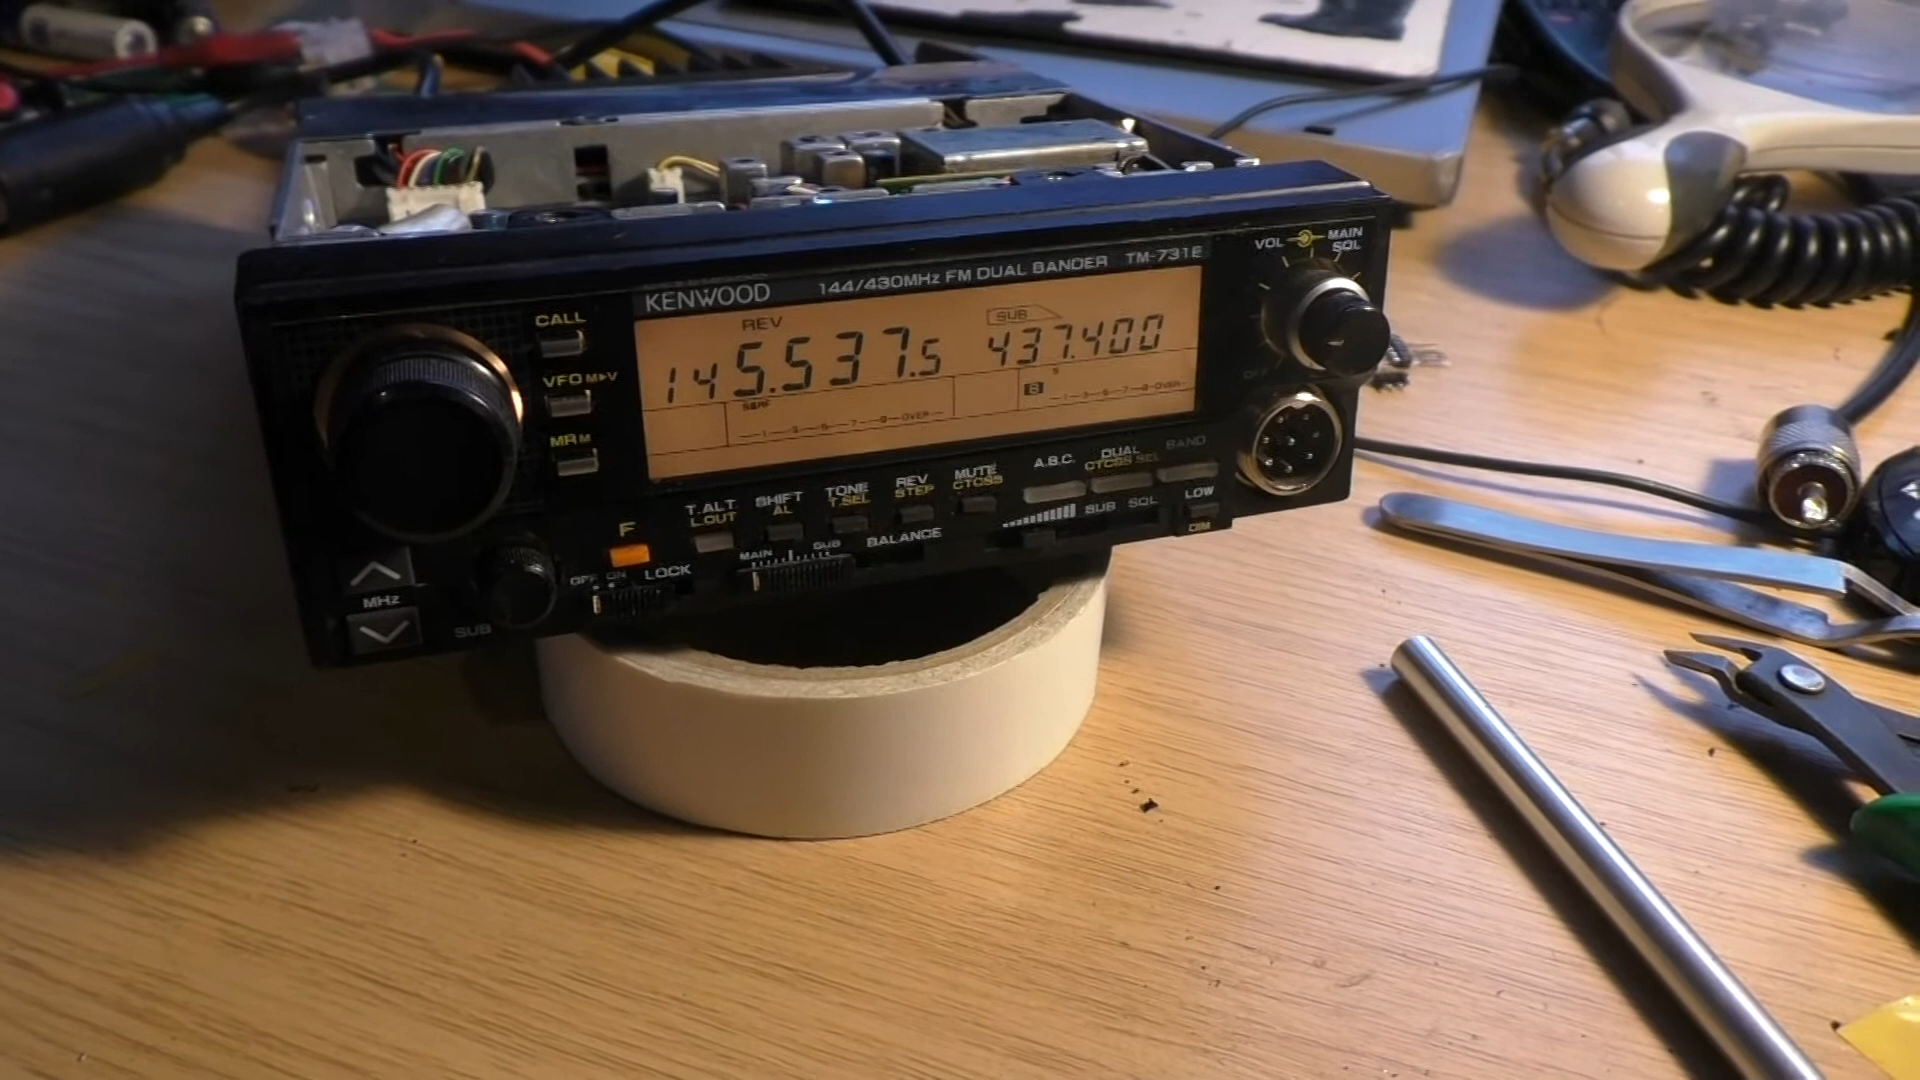 KENWOOD 144/430MHz FM DUAL BANDER TM-731E
VOL MAIN SQL
CALL
VFO M▶V
MR M
REV
SUB
145.537.5 437.400
B
T.ALT
L.OUT
SHIFT
AL
TONE
T.SEL
REV
STEP
MUTE
CTCSS
A.B.C.
DUAL
CTCSS SEL
BAND
LOW
DIM
F
MAIN SUB BALANCE
SUB SQL
OFF ON LOCK
MHz
SUB